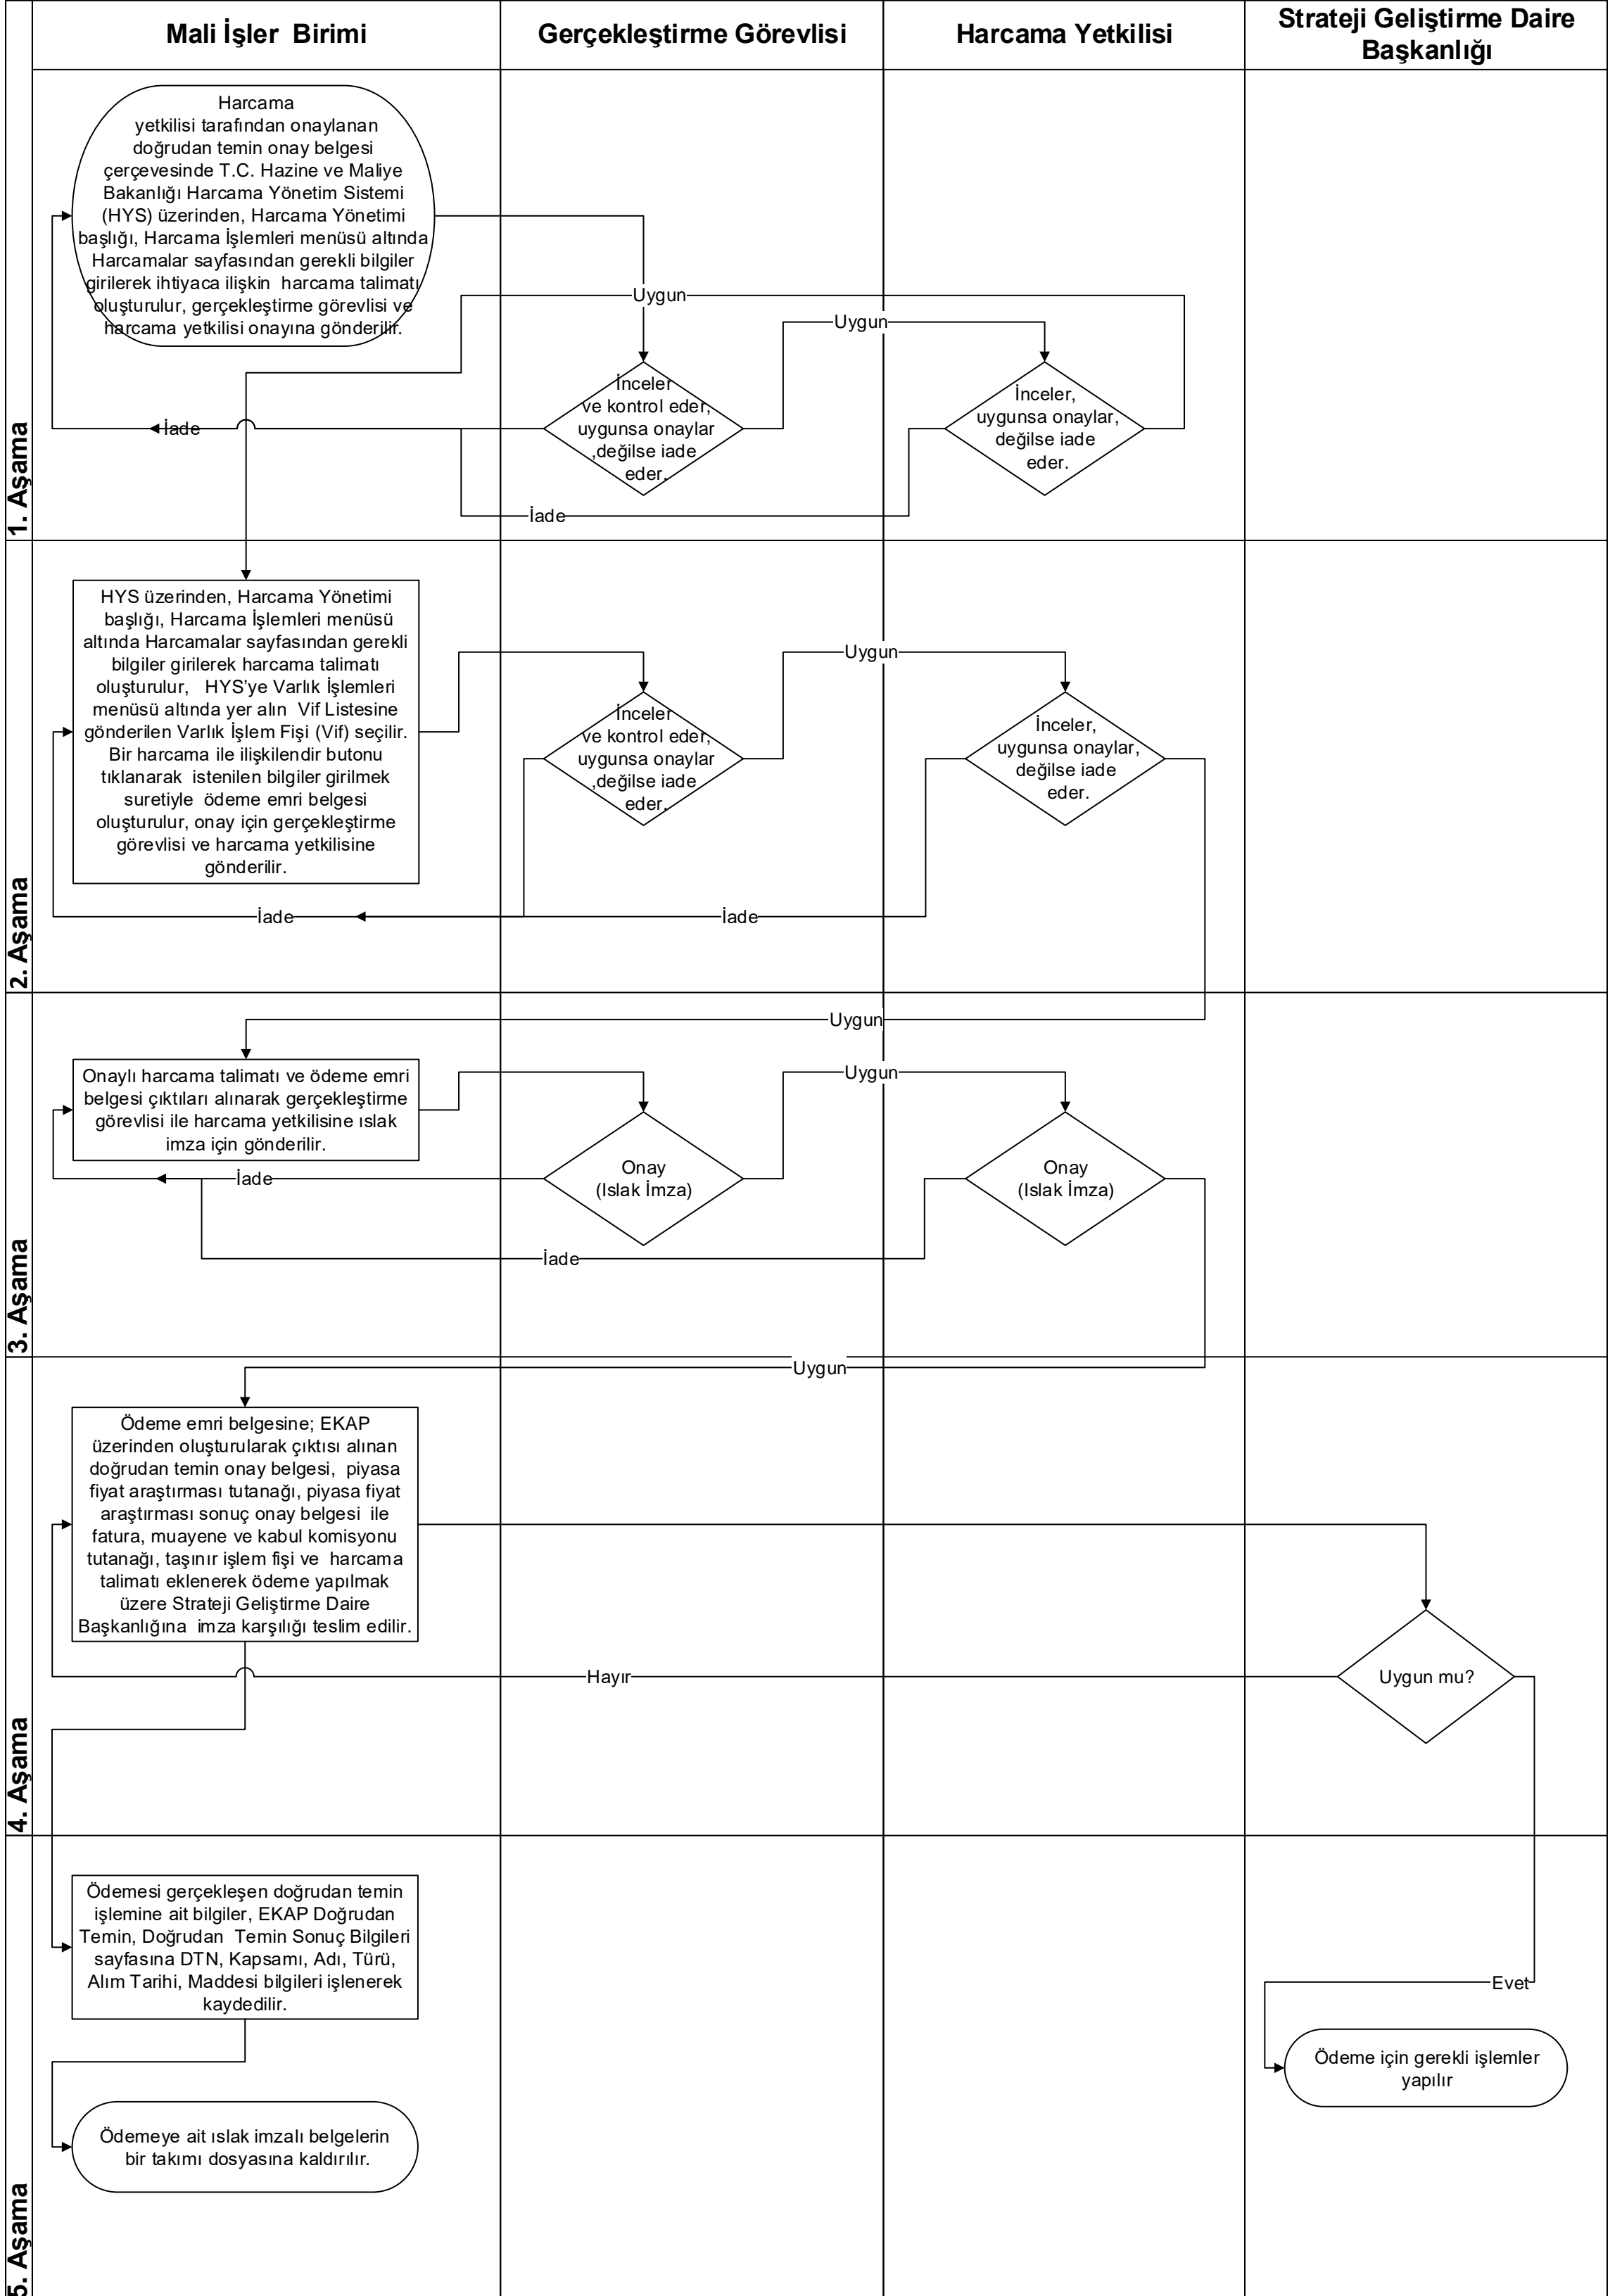 Mali İşler  Birimi
Gerçekleştirme Görevlisi
Harcama Yetkilisi
Strateji Geliştirme Daire
Başkanlığı
1. Aşama
Harcama
yetkilisi tarafından onaylanan
doğrudan temin onay belgesi
çerçevesinde T.C. Hazine ve Maliye
Bakanlığı Harcama Yönetim Sistemi
(HYS) üzerinden, Harcama Yönetimi
başlığı, Harcama İşlemleri menüsü altında
Harcamalar sayfasından gerekli bilgiler
girilerek ihtiyaca ilişkin  harcama talimatı
oluşturulur, gerçekleştirme görevlisi ve
harcama yetkilisi onayına gönderilir.
Uygun
Uygun
İnceler
ve kontrol eder,
uygunsa onaylar
,değilse iade
eder.
İnceler,
uygunsa onaylar,
değilse iade
eder.
İade
İade
2. Aşama
HYS üzerinden, Harcama Yönetimi
başlığı, Harcama İşlemleri menüsü
altında Harcamalar sayfasından gerekli
bilgiler girilerek harcama talimatı
oluşturulur,   HYS’ye Varlık İşlemleri
menüsü altında yer alın  Vif Listesine
gönderilen Varlık İşlem Fişi (Vif) seçilir.
Bir harcama ile ilişkilendir butonu
tıklanarak  istenilen bilgiler girilmek
suretiyle  ödeme emri belgesi
oluşturulur, onay için gerçekleştirme
görevlisi ve harcama yetkilisine
gönderilir.
Uygun
İnceler
ve kontrol eder,
uygunsa onaylar
,değilse iade
eder.
İnceler,
uygunsa onaylar,
değilse iade
eder.
İade
İade
3. Aşama
Uygun
Onaylı harcama talimatı ve ödeme emri
belgesi çıktıları alınarak gerçekleştirme
görevlisi ile harcama yetkilisine ıslak
imza için gönderilir.
Uygun
Onay
(Islak İmza)
Onay
(Islak İmza)
İade
İade
4. Aşama
Uygun
Ödeme emri belgesine; EKAP
üzerinden oluşturularak çıktısı alınan
doğrudan temin onay belgesi,  piyasa
fiyat araştırması tutanağı, piyasa fiyat
araştırması sonuç onay belgesi  ile
fatura, muayene ve kabul komisyonu
tutanağı, taşınır işlem fişi ve  harcama
talimatı eklenerek ödeme yapılmak
üzere Strateji Geliştirme Daire
Başkanlığına  imza karşılığı teslim edilir.
Hayır
Uygun mu?
5. Aşama
Ödemesi gerçekleşen doğrudan temin
işlemine ait bilgiler, EKAP Doğrudan
Temin, Doğrudan  Temin Sonuç Bilgileri
sayfasına DTN, Kapsamı, Adı, Türü,
Alım Tarihi, Maddesi bilgileri işlenerek
kaydedilir.
Evet
Ödeme için gerekli işlemler
yapılır
Ödemeye ait ıslak imzalı belgelerin
bir takımı dosyasına kaldırılır.